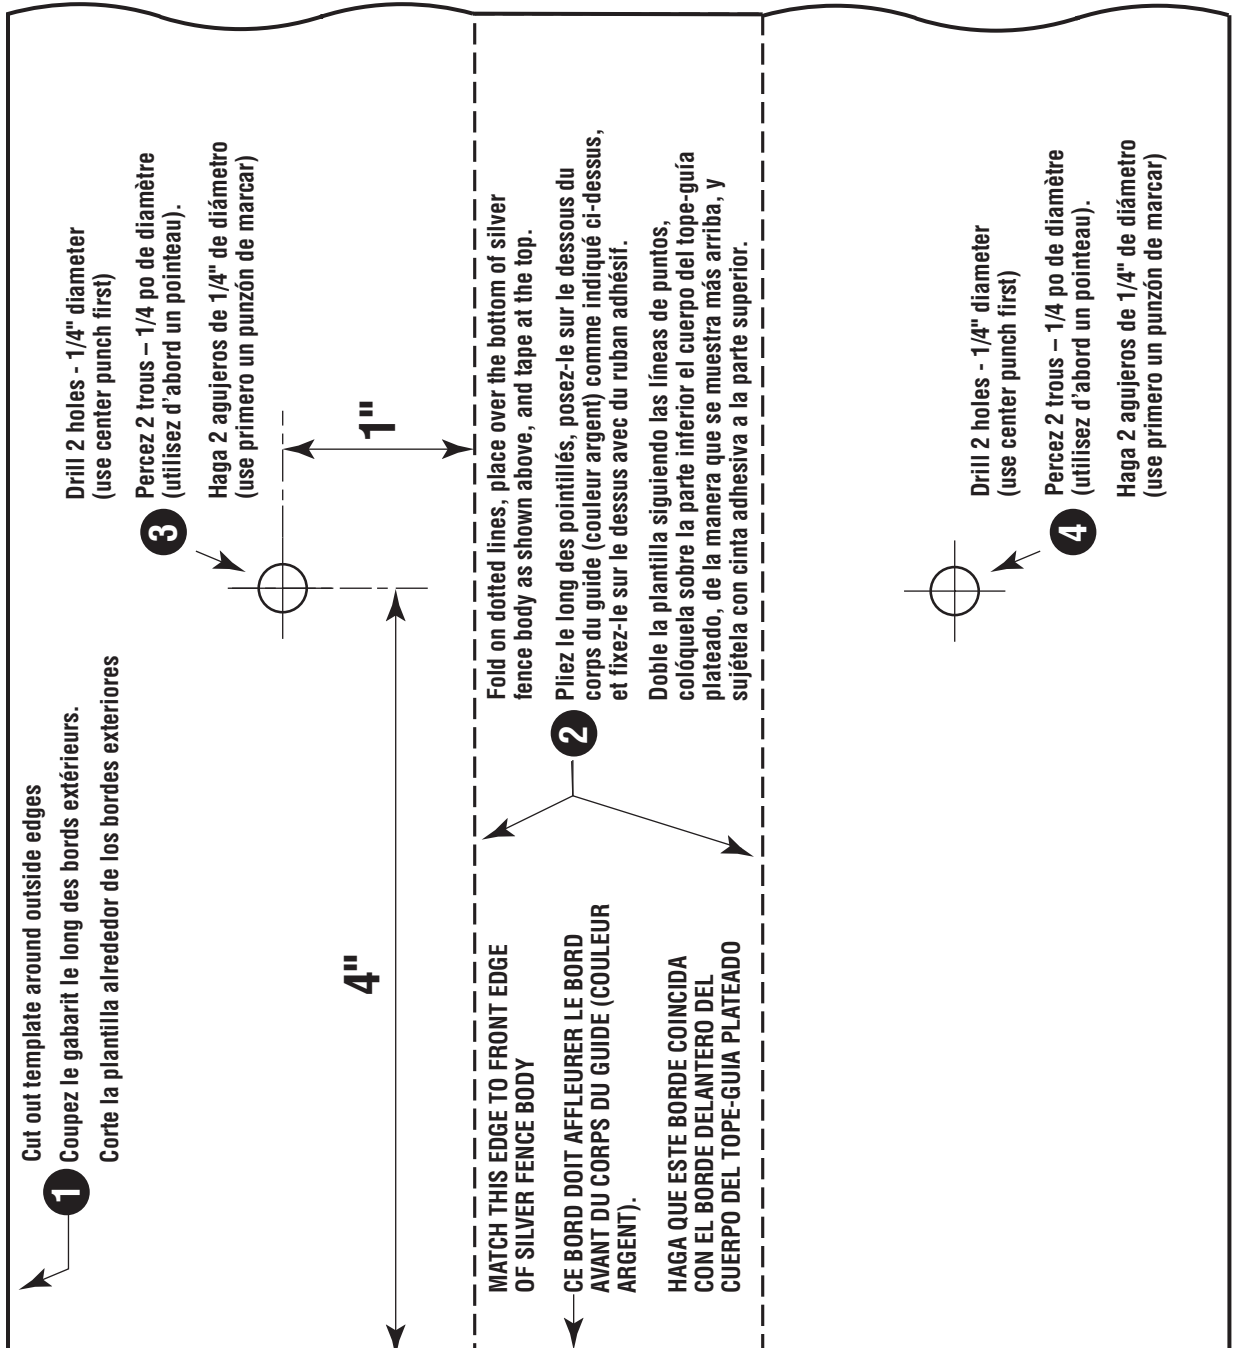 Cut out template around outside edges
Coupez le gabarit le long des bords extérieurs.
Corte la plantilla alrededor de los bordes exteriores
1
Drill 2 holes - 1/4" diameter
(use center punch first)
Percez 2 trous – 1/4 po de diamètre
(utilisez d'abord un pointeau).
Haga 2 agujeros de 1/4" de diámetro
(use primero un punzón de marcar)
3
4"
1"
MATCH THIS EDGE TO FRONT EDGE
OF SILVER FENCE BODY
CE BORD DOIT AFFLEURER LE BORD
AVANT DU CORPS DU GUIDE (COULEUR
ARGENT).
HAGA QUE ESTE BORDE COINCIDA
CON EL BORDE DELANTERO DEL
CUERPO DEL TOPE-GUIA PLATEADO
2
Fold on dotted lines, place over the bottom of silver
fence body as shown above, and tape at the top.
Pliez le long des pointillés, posez-le sur le dessous du
corps du guide (couleur argent) comme indiqué ci-dessus,
et fixez-le sur le dessus avec du ruban adhésif.
Doble la plantilla siguiendo las líneas de puntos,
colóquela sobre la parte inferior el cuerpo del tope-guía
plateado, de la manera que se muestra más arriba, y
sujétela con cinta adhesiva a la parte superior.
Drill 2 holes - 1/4" diameter
(use center punch first)
Percez 2 trous – 1/4 po de diamètre
(utilisez d'abord un pointeau).
Haga 2 agujeros de 1/4" de diámetro
(use primero un punzón de marcar)
4